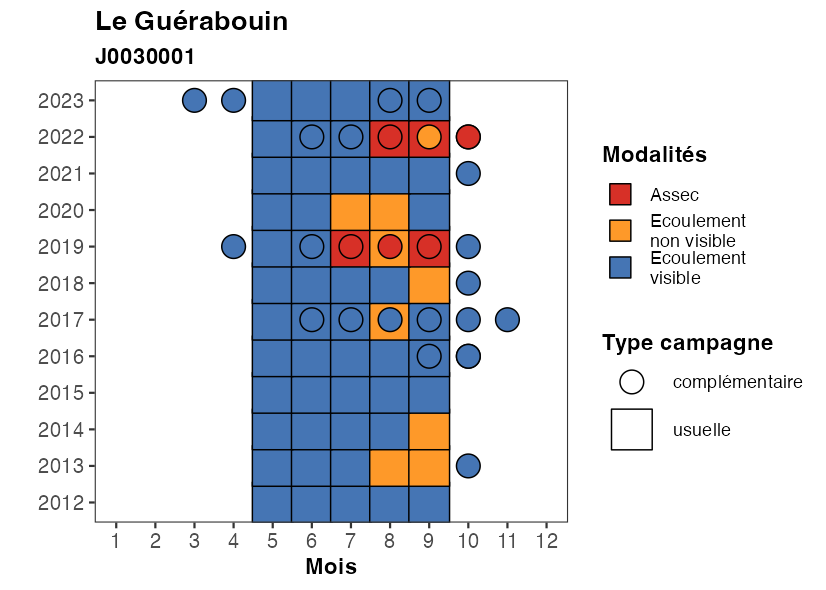 Le Guérabouin
J0030001
2023
2022
2021
2020
2019
2018
2017
2016
2015
2014
2013
2012
1 2 3 4 5 6 7 8 9 10 11 12
Mois
Modalités
Assec
Ecoulement
non visible
Ecoulement
visible
Type campagne
complémentaire
usuelle